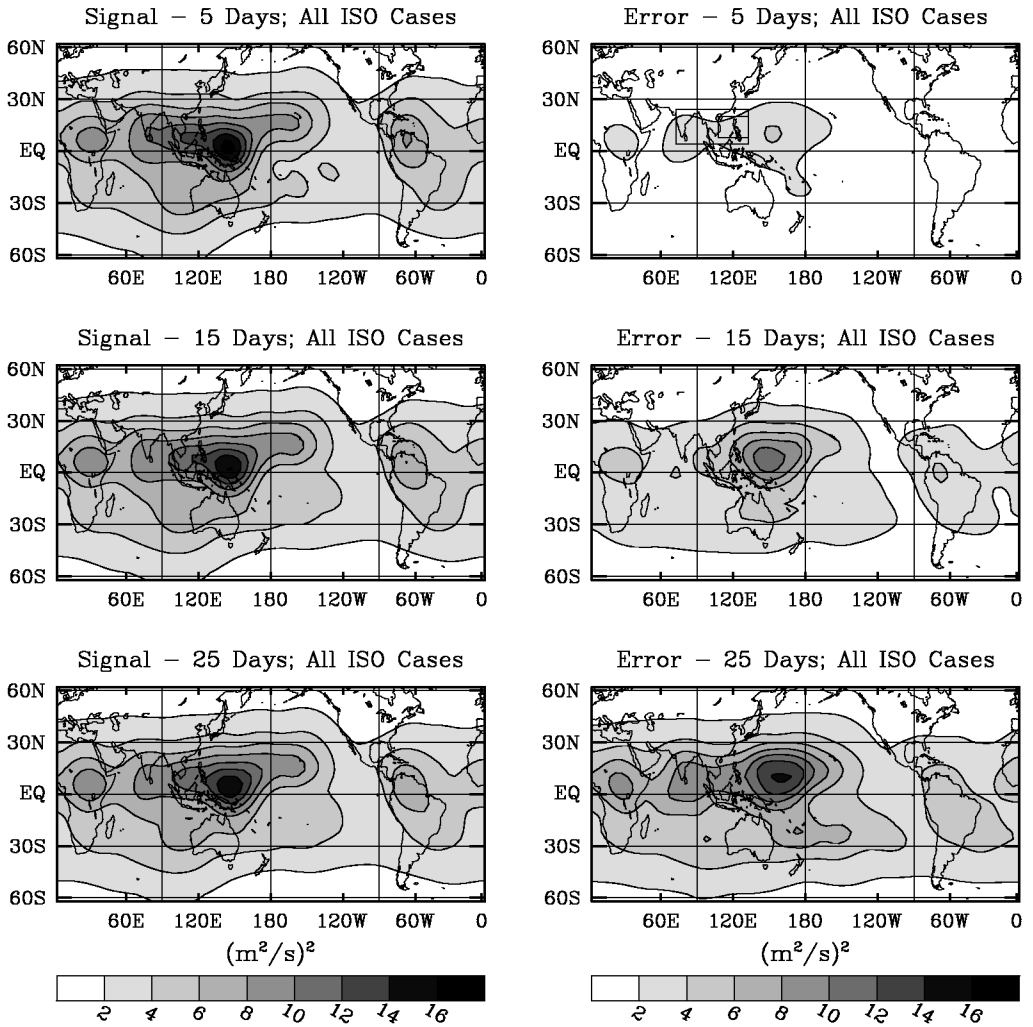 Signal – 5 Days; All ISO Cases
Error – 5 Days; All ISO Cases
60N
30N
EQ
30S
60S
60E 120E 180 120W 60W 0
60N
30N
EQ
30S
60S
60E 120E 180 120W 60W 0
Signal – 15 Days; All ISO Cases
Error – 15 Days; All ISO Cases
60N
30N
EQ
30S
60S
60E 120E 180 120W 60W 0
60N
30N
EQ
30S
60S
60E 120E 180 120W 60W 0
Signal – 25 Days; All ISO Cases
Error – 25 Days; All ISO Cases
60N
30N
EQ
30S
60S
60E 120E 180 120W 60W 0
60N
30N
EQ
30S
60S
60E 120E 180 120W 60W 0
(m²/s)²
(m²/s)²
2 4 6 8 10 12 14 16
2 4 6 8 10 12 14 16